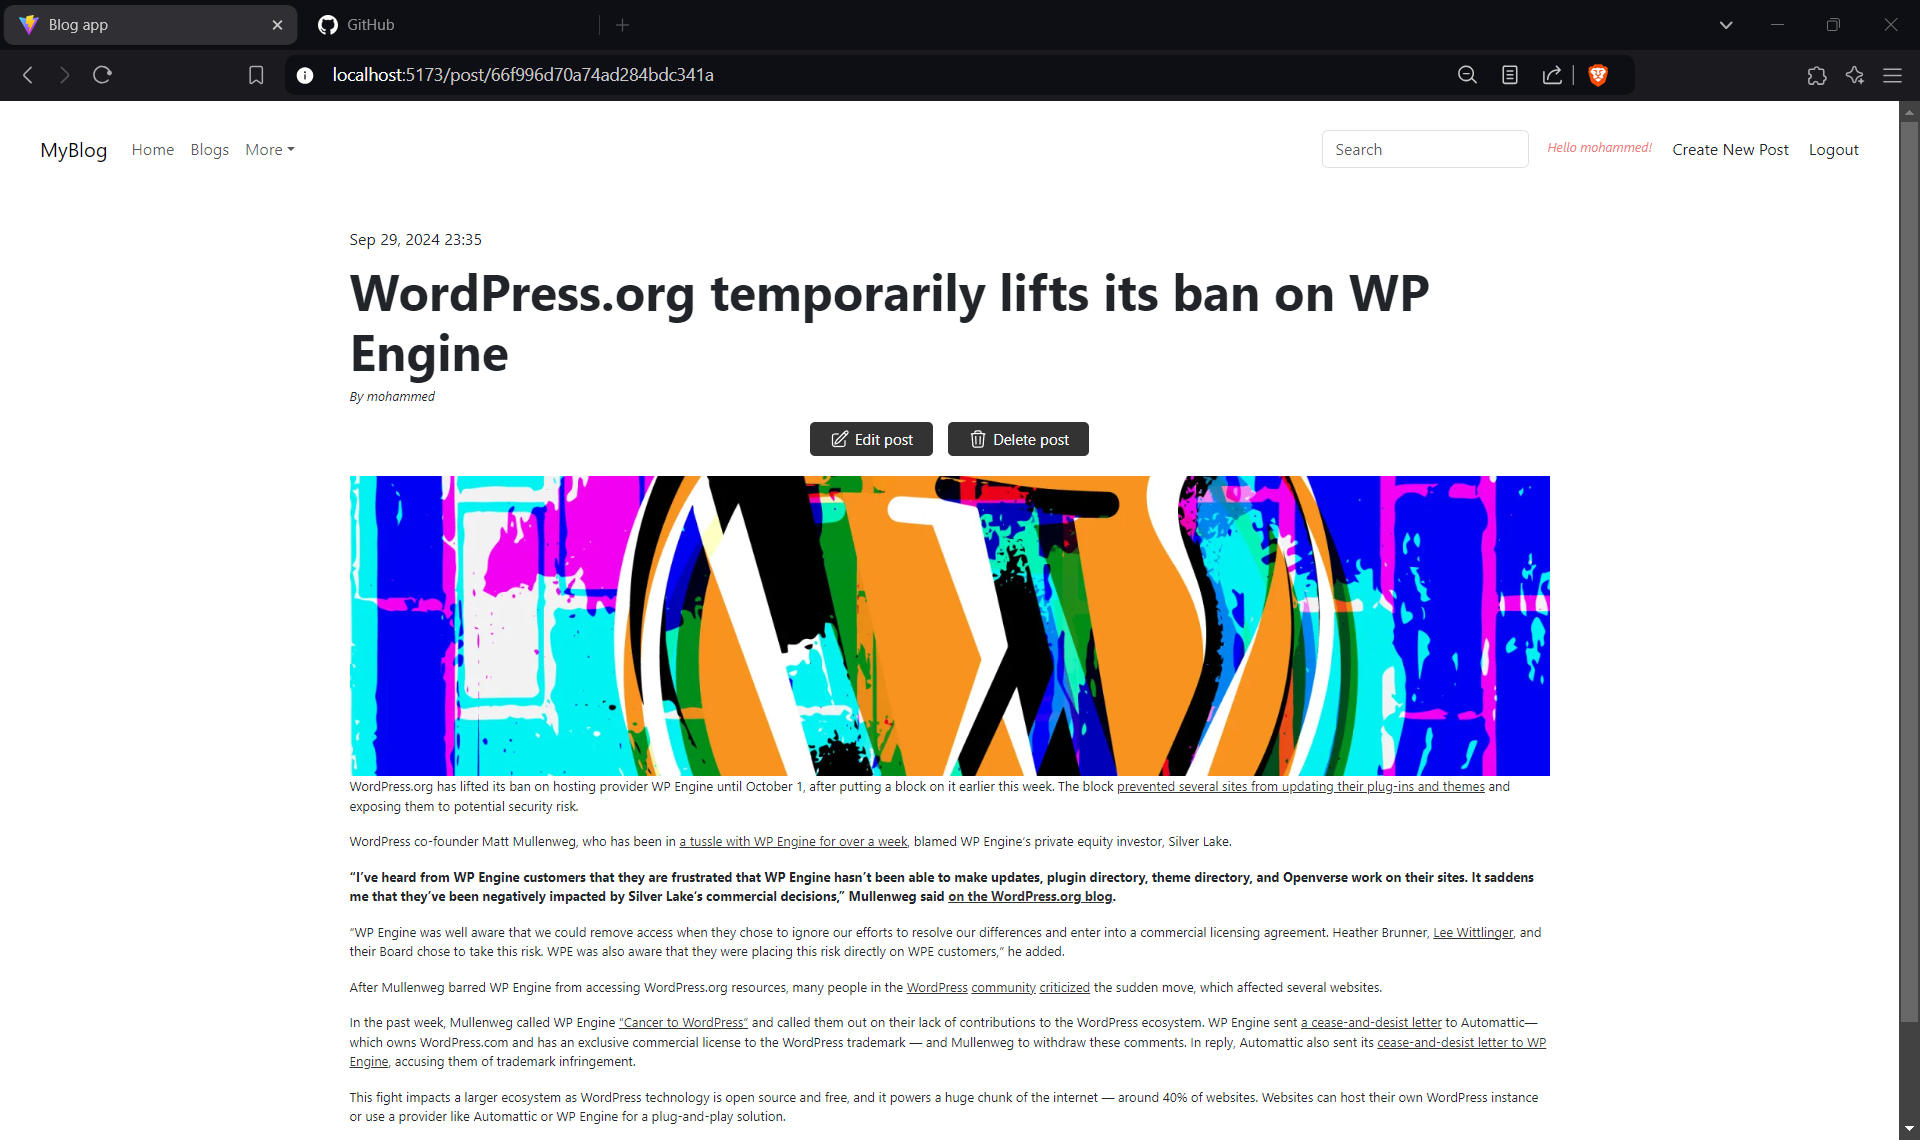 Blog app
GitHub
localhost:5173/post/66f996d70a74ad284bdc341a
MyBlog Home Blogs More Search Hello mohammed! Create New Post Logout
Sep 29, 2024 23:35
WordPress.org temporarily lifts its ban on WP
Engine
By mohammed
Edit post Delete post
WordPress.org has lifted its ban on hosting provider WP Engine until October 1, after putting a block on it earlier this week. The block prevented several sites from updating their plug-ins and themes and
exposing them to potential security risk.
WordPress co-founder Matt Mullenweg, who has been in a tussle with WP Engine for over a week, blamed WP Engine's private equity investor, Silver Lake.
“I've heard from WP Engine customers that they are frustrated that WP Engine hasn't been able to make updates, plugin directory, theme directory, and Openverse work on their sites. It saddens
me that they've been negatively impacted by Silver Lake's commercial decisions,” Mullenweg said on the WordPress.org blog.
“WP Engine was well aware that we could remove access when they chose to ignore our efforts to resolve our differences and enter into a commercial licensing agreement. Heather Brunner, Lee Wittlinger, and
their Board chose to take this risk. WPE was also aware that they were placing this risk directly on WPE customers,” he added.
After Mullenweg barred WP Engine from accessing WordPress.org resources, many people in the WordPress community criticized the sudden move, which affected several websites.
In the past week, Mullenweg called WP Engine “Cancer to WordPress” and called them out on their lack of contributions to the WordPress ecosystem. WP Engine sent a cease-and-desist letter to Automattic—
which owns WordPress.com and has an exclusive commercial license to the WordPress trademark — and Mullenweg to withdraw these comments. In reply, Automattic also sent its cease-and-desist letter to WP
Engine, accusing them of trademark infringement.
This fight impacts a larger ecosystem as WordPress technology is open source and free, and it powers a huge chunk of the internet — around 40% of websites. Websites can host their own WordPress instance
or use a provider like Automattic or WP Engine for a plug-and-play solution.